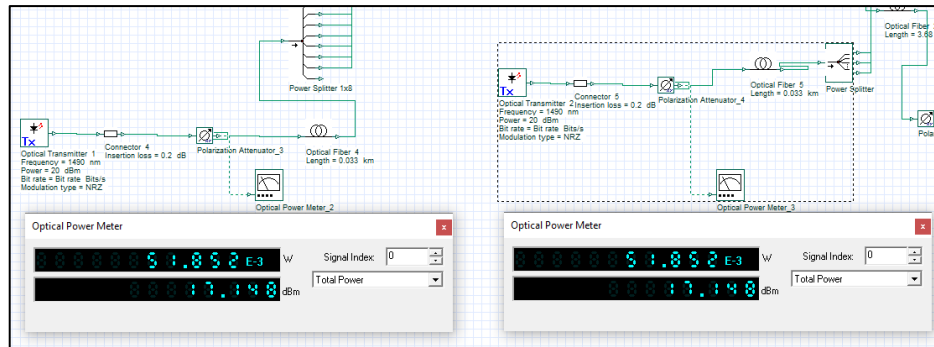 Power Splitter 1x8
Tx
Optical Transmitter 1
Frequency = 1490 nm
Power = 20 dBm
Bit rate = Bit rate Bits/s
Modulation type = NRZ
Connector 4
Insertion loss = 0.2 dB
Polarization Attenuator_3
Optical Fiber 4
Length = 0.033 km
Optical Power Meter_2
Optical Power Meter
x
51.852 E-3 W
Signal Index: 0
17.148 dBm
Total Power
Optical Fiber
Length = 3.68
Tx
Optical Transmitter 2
Frequency = 1490 nm
Power = 20 dBm
Bit rate = Bit rate Bits/s
Modulation type = NRZ
Connector 5
Insertion loss = 0.2 dB
Polarization Attenuator_4
Optical Fiber 5
Length = 0.033 km
Power Splitter
Optical Power Meter_3
Optical Power Meter
x
51.852 E-3 W
Signal Index: 0
17.148 dBm
Total Power